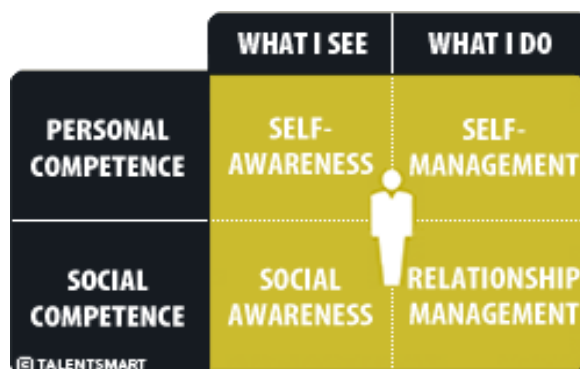 WHAT I SEE
WHAT I DO
PERSONAL
COMPETENCE
SELF-
AWARENESS
SELF-
MANAGEMENT
SOCIAL
COMPETENCE
SOCIAL
AWARENESS
RELATIONSHIP
MANAGEMENT
© TALENTSMART